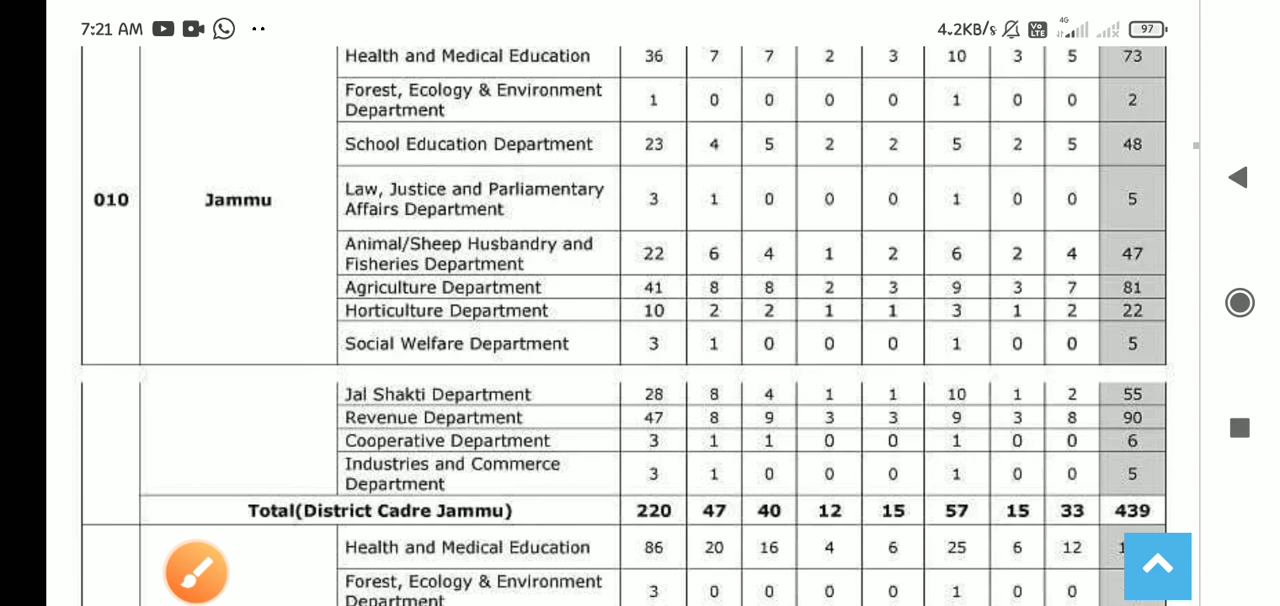 7:21 AM 4.2KB/s Vo LTE 4G 97
Health and Medical Education 36 7 7 2 3 10 3 5 73
Forest, Ecology & Environment
Department 1 0 0 0 0 1 0 0 2
School Education Department 23 4 5 2 2 5 2 5 48
010 Jammu
Law, Justice and Parliamentary
Affairs Department 3 1 0 0 0 1 0 0 5
Animal/Sheep Husbandry and
Fisheries Department 22 6 4 1 2 6 2 4 47
Agriculture Department 41 8 8 2 3 9 3 7 81
Horticulture Department 10 2 2 1 1 3 1 2 22
Social Welfare Department 3 1 0 0 0 1 0 0 5
Jal Shakti Department 28 8 4 1 1 10 1 2 55
Revenue Department 47 8 9 3 3 9 3 8 90
Cooperative Department 3 1 1 0 0 1 0 0 6
Industries and Commerce
Department 3 1 0 0 0 1 0 0 5
Total(District Cadre Jammu) 220 47 40 12 15 57 15 33 439
Health and Medical Education 86 20 16 4 6 25 6 12
Forest, Ecology & Environment
Department 3 0 0 0 0 1 0 0